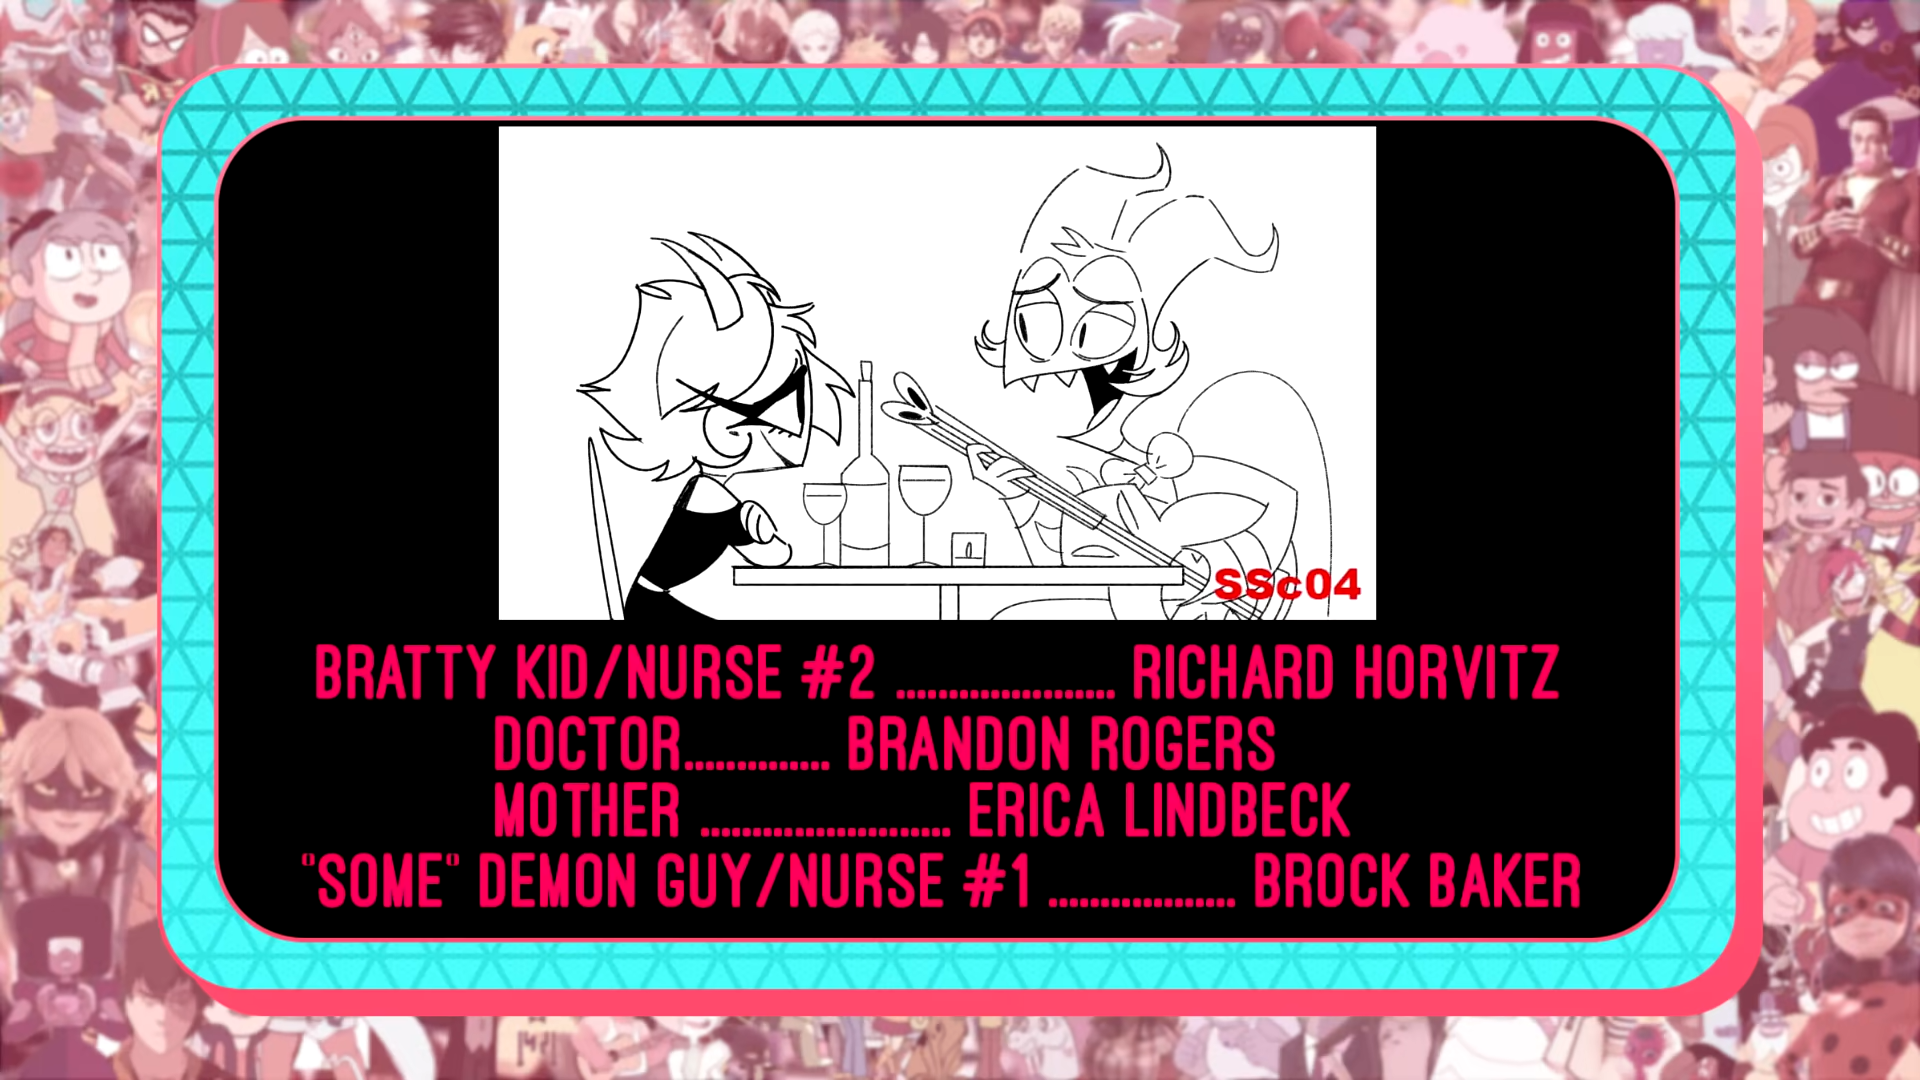 SSc04
BRATTY KID/NURSE #2 ..................... RICHARD HORVITZ
DOCTOR.............. BRANDON ROGERS
MOTHER ........................ ERICA LINDBECK
"SOME" DEMON GUY/NURSE #1 .................. BROCK BAKER